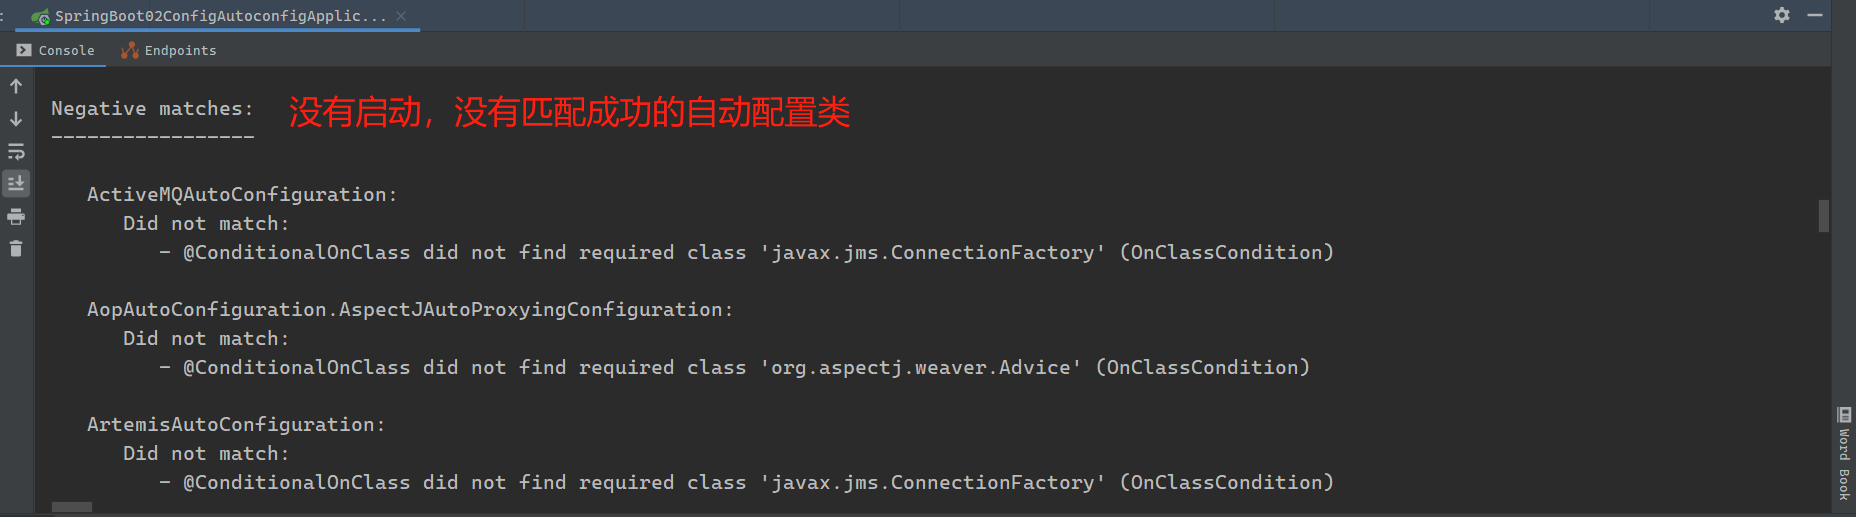 SpringBoot02ConfigAutoconfigApplic...
Console
Endpoints
Negative matches:
没有启动，没有匹配成功的自动配置类
-----------------
ActiveMQAutoConfiguration:
Did not match:
- @ConditionalOnClass did not find required class 'javax.jms.ConnectionFactory' (OnClassCondition)
AopAutoConfiguration.AspectJAutoProxyingConfiguration:
Did not match:
- @ConditionalOnClass did not find required class 'org.aspectj.weaver.Advice' (OnClassCondition)
ArtemisAutoConfiguration:
Did not match:
- @ConditionalOnClass did not find required class 'javax.jms.ConnectionFactory' (OnClassCondition)
Word Book